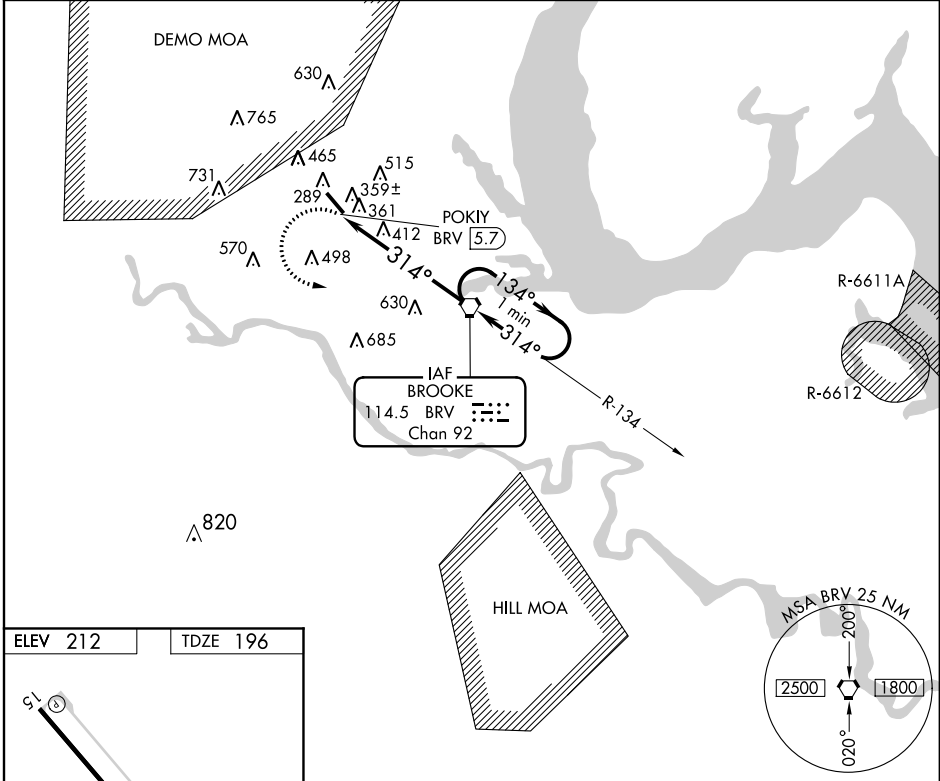 DEMO MOA
630
765
465
515
731
289
359±
361
POKIY
412
BRV 5.7
570
498
314°
134°
1 min
314°
630
685
R-6611A
R-6612
IAF
BROOKE
114.5 BRV
Chan 92
R-134
820
HILL MOA
MSA BRV 25 NM
200°
2500
1800
020°
ELEV 212
TDZE 196
15
P